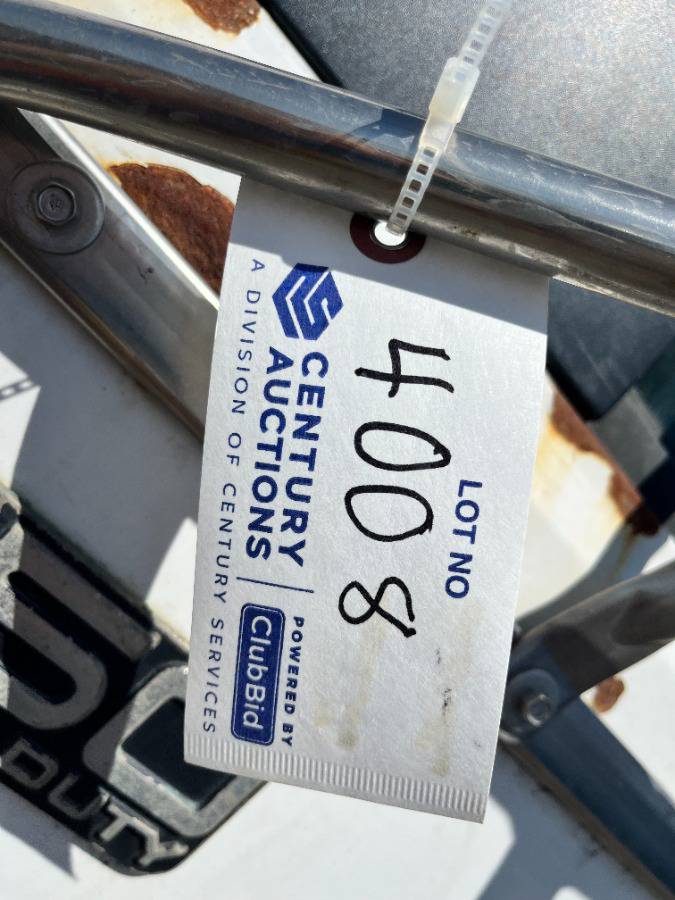 LOT NO
4008
CENTURY
AUCTIONS
A DIVISION OF CENTURY SERVICES
POWERED BY
ClubBid
DUTY